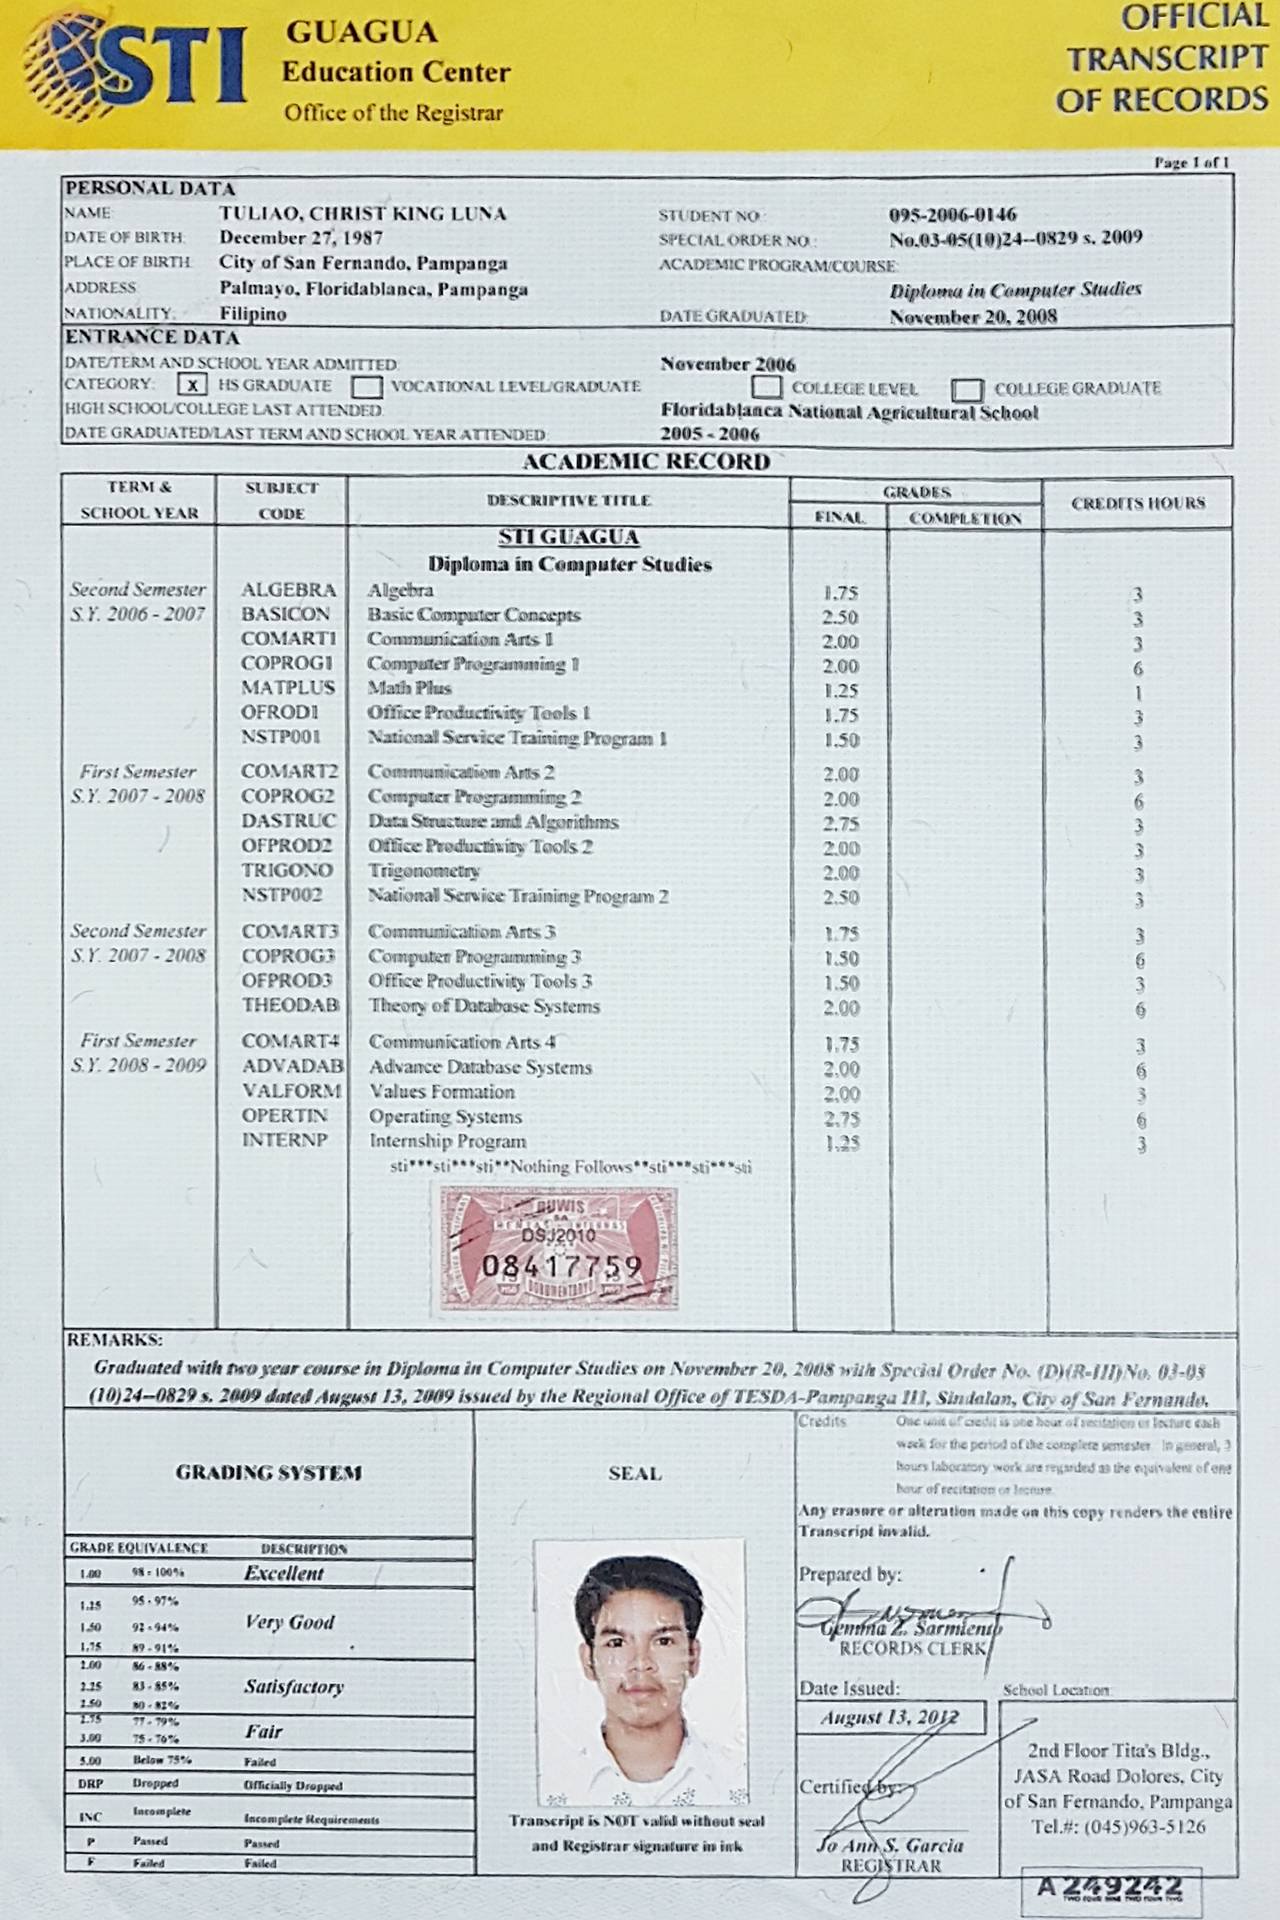 STI
GUAGUA
Education Center
Office of the Registrar
OFFICIAL
TRANSCRIPT
OF RECORDS
Page 1 of 1
PERSONAL DATA
NAME: TULIAO, CHRIST KING LUNA STUDENT NO.: 095-2006-0146
DATE OF BIRTH: December 27, 1987 SPECIAL ORDER NO.: No.03-05(10)24--0829 s. 2009
PLACE OF BIRTH: City of San Fernando, Pampanga ACADEMIC PROGRAM/COURSE:
ADDRESS Palmayo, Floridablanca, Pampanga Diploma in Computer Studies
NATIONALITY: Filipino DATE GRADUATED: November 20, 2008
ENTRANCE DATA
DATE/TERM AND SCHOOL YEAR ADMITTED: November 2006
CATEGORY: x HS GRADUATE VOCATIONAL LEVEL/GRADUATE COLLEGE LEVEL COLLEGE GRADUATE
HIGH SCHOOL/COLLEGE LAST ATTENDED: Floridablanca National Agricultural School
DATE GRADUATED/LAST TERM AND SCHOOL YEAR ATTENDED: 2005 - 2006
ACADEMIC RECORD
TERM & SCHOOL YEAR SUBJECT CODE DESCRIPTIVE TITLE GRADES CREDITS HOURS
FINAL COMPLETION
STI GUAGUA
Diploma in Computer Studies
Second Semester ALGEBRA Algebra 1.75 3
S.Y. 2006 - 2007 BASICON Basic Computer Concepts 2.50 3
COMART1 Communication Arts 1 2.00 3
COPROG1 Computer Programming 1 2.00 6
MATPLUS Math Plus 1.25 1
OFROD1 Office Productivity Tools 1 1.75 3
NSTP001 National Service Training Program 1 1.50 3
First Semester COMART2 Communication Arts 2 2.00 3
S.Y. 2007 - 2008 COPROG2 Computer Programming 2 2.00 6
DASTRUC Data Structure and Algorithms 2.75 3
OFPROD2 Office Productivity Tools 2 2.00 3
TRIGONO Trigonometry 2.00 3
NSTP002 National Service Training Program 2 2.50 3
Second Semester COMART3 Communication Arts 3 1.75 3
S.Y. 2007 - 2008 COPROG3 Computer Programming 3 1.50 6
OFPROD3 Office Productivity Tools 3 1.50 3
THEODAB Theory of Database Systems 2.00 6
First Semester COMART4 Communication Arts 4 1.75 3
S.Y. 2008 - 2009 ADVADAB Advance Database Systems 2.00 6
VALFORM Values Formation 2.00 3
OPERTIN Operating Systems 2.75 6
INTERNP Internship Program 1.25 3
sti***sti***sti**Nothing Follows**sti***sti***sti
BUWIS
SA
DSJ2010
08417759
REMARKS:
Graduated with two year course in Diploma in Computer Studies on November 20, 2008 with Special Order No. (D)(R-III)No. 03-05
(10)24--0829 s. 2009 dated August 13, 2009 issued by the Regional Office of TESDA-Pampanga III, Sindalan, City of San Fernando.
GRADING SYSTEM
GRADE EQUIVALENCE DESCRIPTION
1.00 98 - 100% Excellent
1.25 95 - 97%
1.50 92 - 94% Very Good
1.75 89 - 91%
2.00 86 - 88%
2.25 83 - 85% Satisfactory
2.50 80 - 82%
2.75 77 - 79%
3.00 75 - 76% Fair
5.00 Below 75% Failed
DRP Dropped Officially Dropped
INC Incomplete Incomplete Requirements
P Passed Passed
F Failed Failed
SEAL
Transcript is NOT valid without seal
and Registrar signature in ink
Credits One unit of credit is one hour of recitation or lecture each
week for the period of the complete semester. In general, 3
hours laboratory work are regarded as the equivalent of one
hour of recitation or lecture.
Any erasure or alteration made on this copy renders the entire
Transcript invalid.
Prepared by:
Gemma Z. Sarmiento
RECORDS CLERK
Date Issued:
August 13, 2012
Certified by:
Jo Ann S. Garcia
REGISTRAR
School Location:
2nd Floor Tita's Bldg.,
JASA Road Dolores, City
of San Fernando, Pampanga
Tel.#: (045)963-5126
A 249242
TWO FOUR NINE TWO FOUR TWO